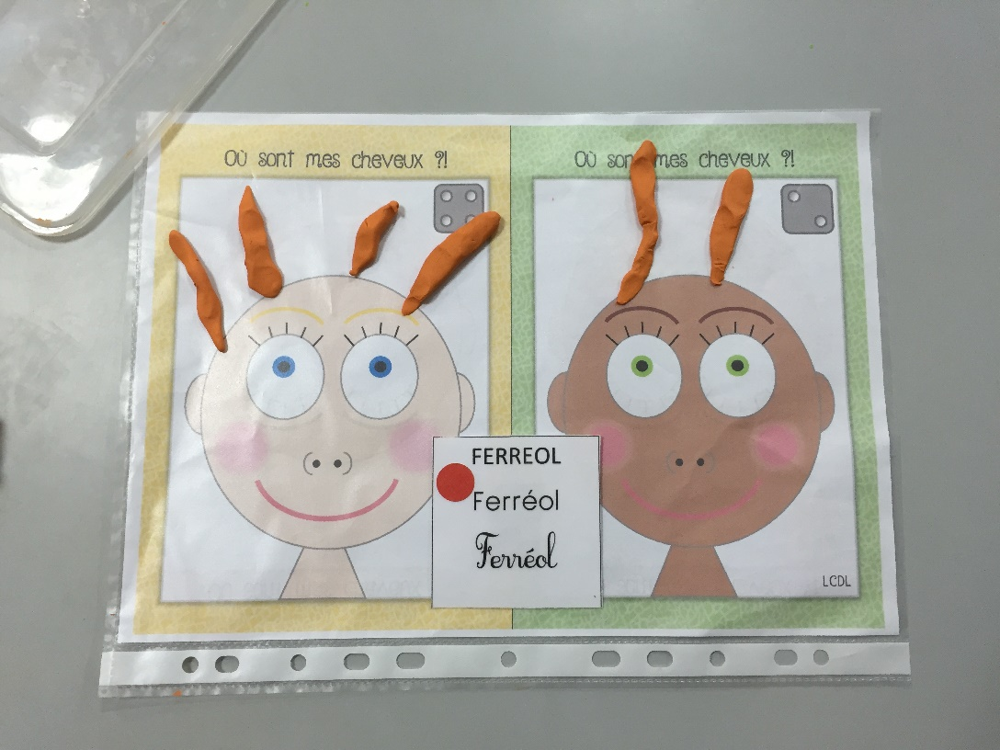 Où sont mes cheveux ?!
Où sont mes cheveux ?!
FERREOL
Ferréol
Ferréol
LCDL